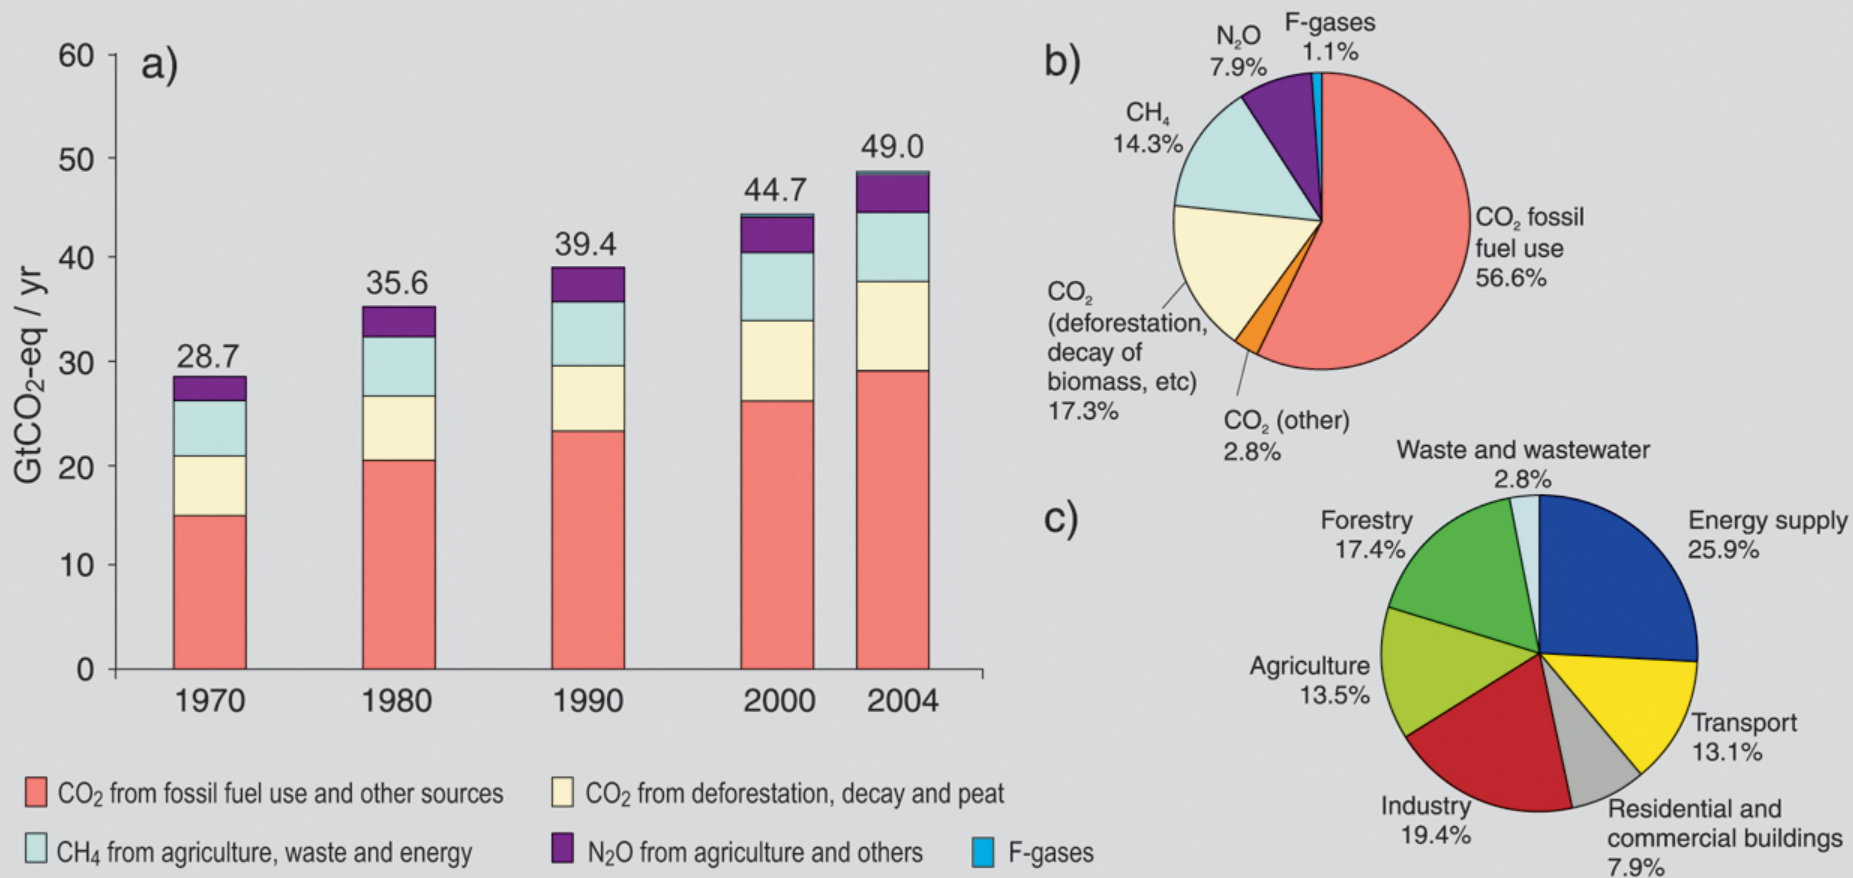 a)
60
50
40
30
20
10
0
GtCO₂-eq / yr
28.7
35.6
39.4
44.7
49.0
1970
1980
1990
2000
2004
CO₂ from fossil fuel use and other sources
CO₂ from deforestation, decay and peat
CH₄ from agriculture, waste and energy
N₂O from agriculture and others
F-gases
b)
F-gases
1.1%
N₂O
7.9%
CH₄
14.3%
CO₂ fossil
fuel use
56.6%
CO₂
(deforestation,
decay of
biomass, etc)
17.3%
CO₂ (other)
2.8%
c)
Waste and wastewater
2.8%
Forestry
17.4%
Energy supply
25.9%
Agriculture
13.5%
Transport
13.1%
Industry
19.4%
Residential and
commercial buildings
7.9%